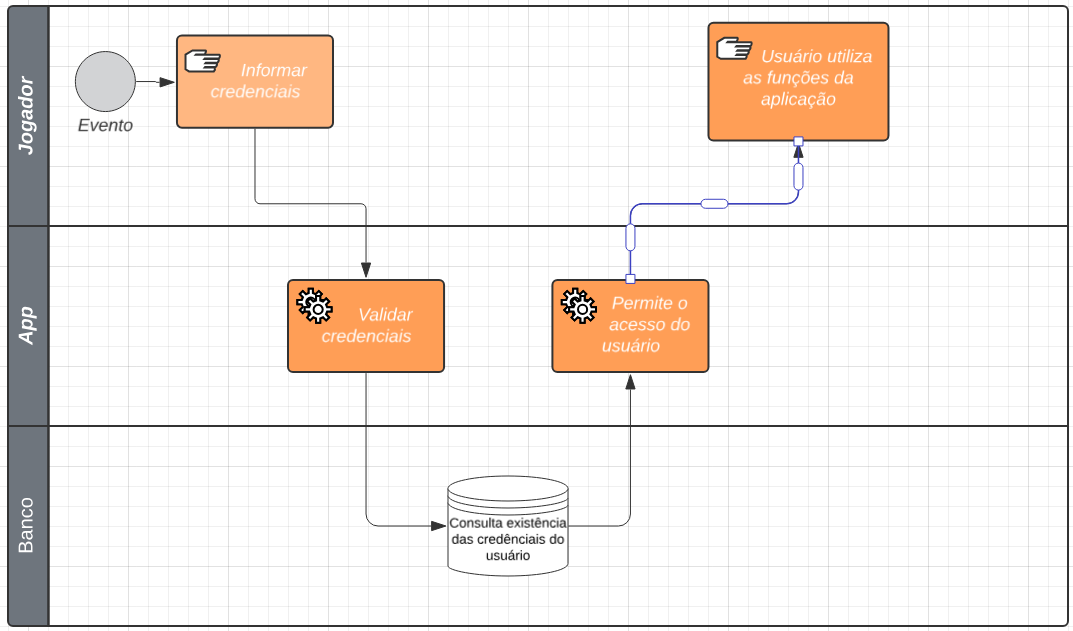 Jogador
Evento
Informar
credenciais
Usuário utiliza
as funções da
aplicação
App
Validar
credenciais
Permite o
acesso do
usuário
Banco
Consulta existência
das credênciais do
usuário